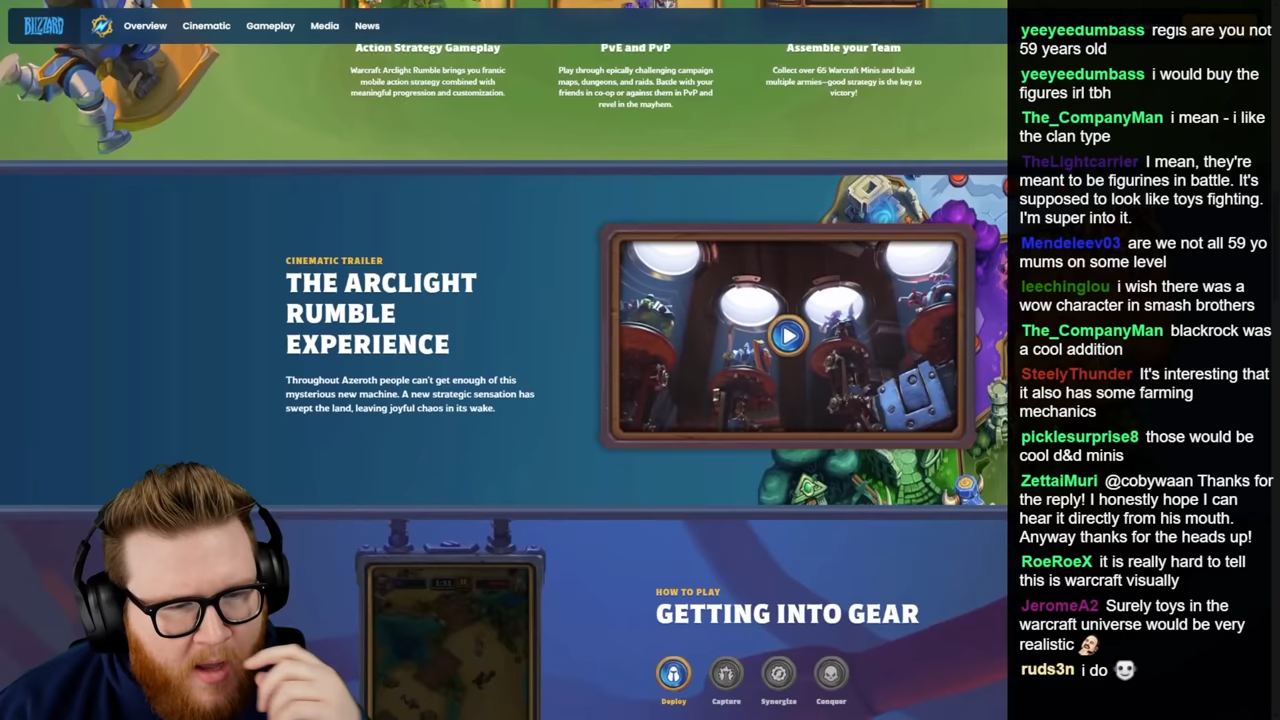 BLIZZARD
Overview
Cinematic
Gameplay
Media
News
Action Strategy Gameplay
Warcraft Arclight Rumble brings you frantic
mobile action strategy combined with
meaningful progression and customization.
PvE and PvP
Play through epically challenging campaign
maps, dungeons, and raids. Battle with your
friends in co-op or against them in PvP and
revel in the mayhem.
Assemble your Team
Collect over 65 Warcraft Minis and build
multiple armies—good strategy is the key to
victory!
CINEMATIC TRAILER
THE ARCLIGHT
RUMBLE
EXPERIENCE
Throughout Azeroth people can't get enough of this
mysterious new machine. A new strategic sensation has
swept the land, leaving joyful chaos in its wake.
HOW TO PLAY
GETTING INTO GEAR
Deploy
Capture
Synergize
Conquer
yeeyeedumbass regis are you not
59 years old
yeeyeedumbass i would buy the
figures irl tbh
The_CompanyMan i mean - i like
the clan type
TheLightcarrier I mean, they're
meant to be figurines in battle. It's
supposed to look like toys fighting.
I'm super into it.
Mendeleev03 are we not all 59 yo
mums on some level
leechinglou i wish there was a
wow character in smash brothers
The_CompanyMan blackrock was
a cool addition
SteelyThunder It's interesting that
it also has some farming
mechanics
picklesurprise8 those would be
cool d&d minis
ZettaiMuri @cobywaan Thanks for
the reply! I honestly hope I can
hear it directly from his mouth.
Anyway thanks for the heads up!
RoeRoeX it is really hard to tell
this is warcraft visually
JeromeA2 Surely toys in the
warcraft universe would be very
realistic
ruds3n i do